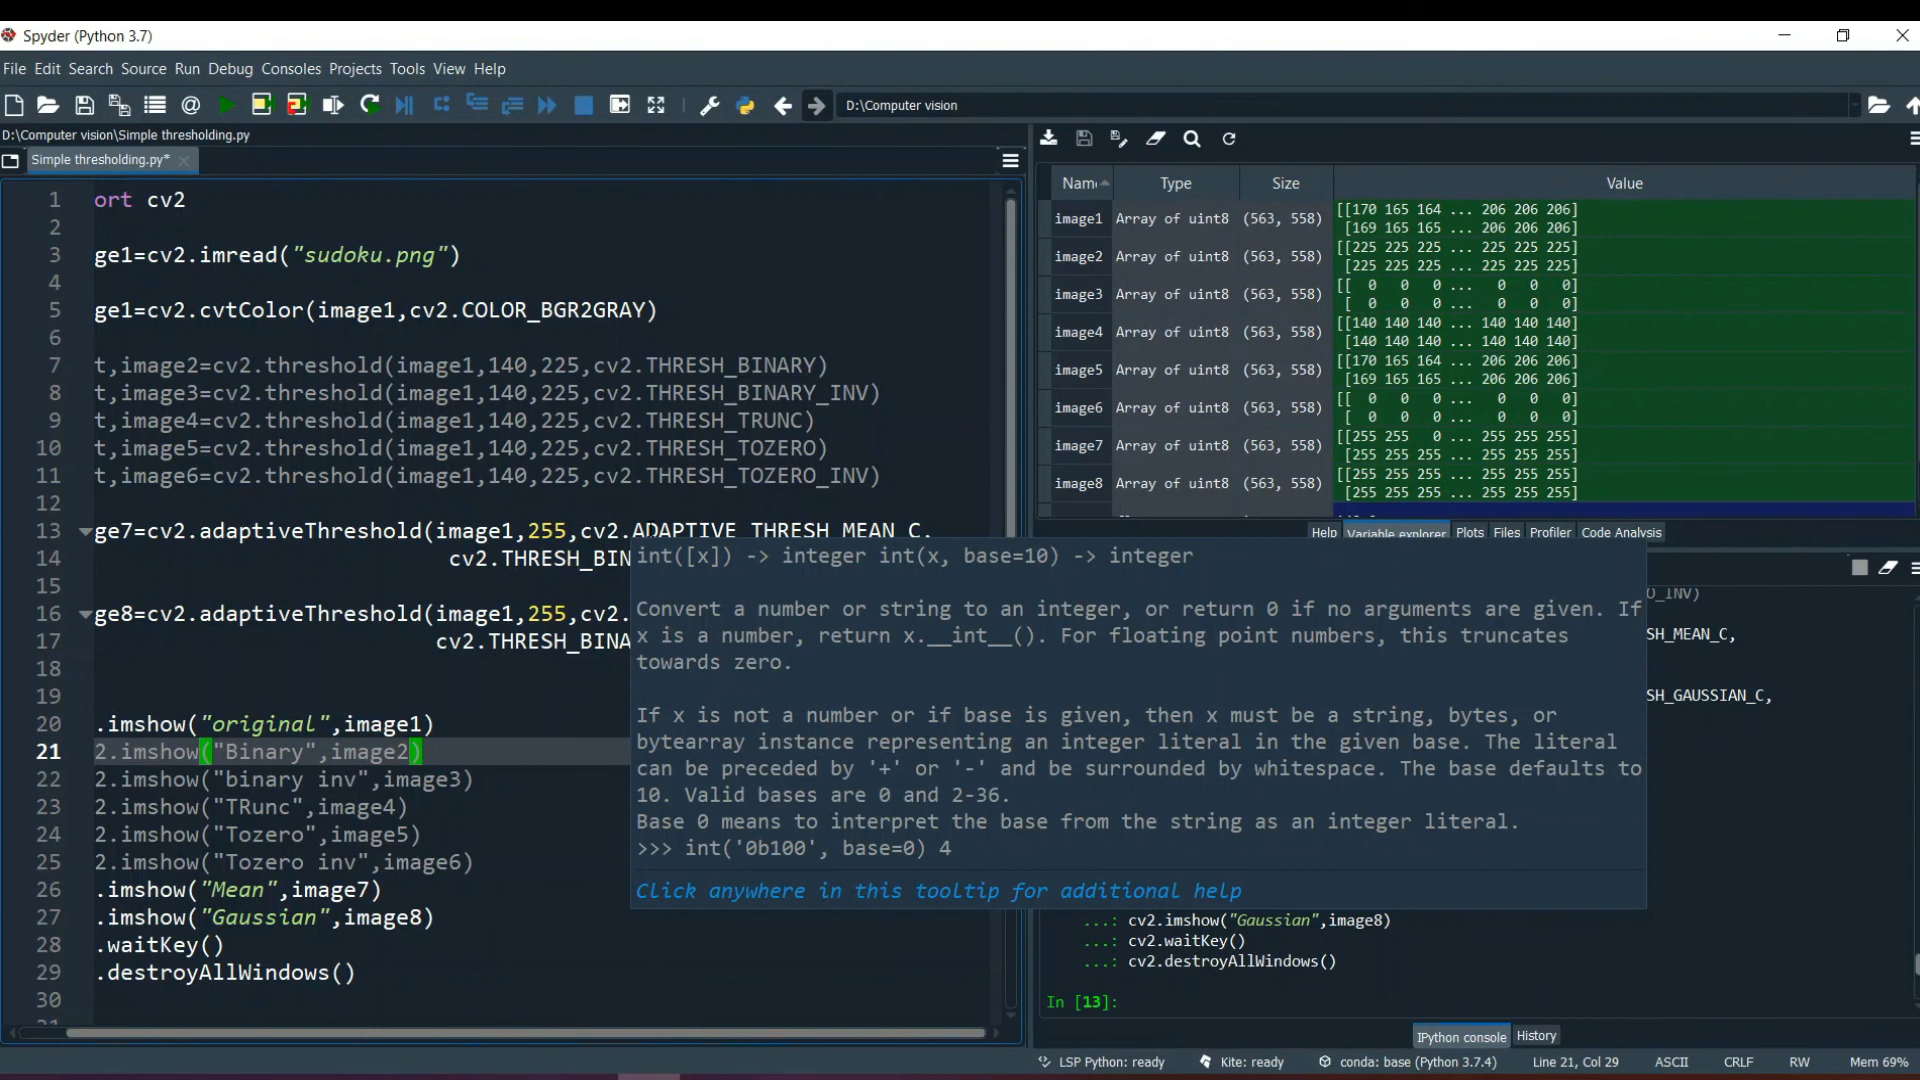 Spyder (Python 3.7)
File Edit Search Source Run Debug Consoles Projects Tools View Help
D:\Computer vision
D:\Computer vision\Simple thresholding.py
Simple thresholding.py*
1 ort cv2
2
3 ge1=cv2.imread("sudoku.png")
4
5 ge1=cv2.cvtColor(image1,cv2.COLOR_BGR2GRAY)
6
7 t,image2=cv2.threshold(image1,140,225,cv2.THRESH_BINARY)
8 t,image3=cv2.threshold(image1,140,225,cv2.THRESH_BINARY_INV)
9 t,image4=cv2.threshold(image1,140,225,cv2.THRESH_TRUNC)
10 t,image5=cv2.threshold(image1,140,225,cv2.THRESH_TOZERO)
11 t,image6=cv2.threshold(image1,140,225,cv2.THRESH_TOZERO_INV)
12
13 ge7=cv2.adaptiveThreshold(image1,255,cv2.ADAPTIVE_THRESH_MEAN_C,
14 cv2.THRESH_BIN
15
16 ge8=cv2.adaptiveThreshold(image1,255,cv2.
17 cv2.THRESH_BINA
18
19
20 .imshow("original",image1)
21 2.imshow("Binary",image2)
22 2.imshow("binary inv",image3)
23 2.imshow("TRunc",image4)
24 2.imshow("Tozero",image5)
25 2.imshow("Tozero inv",image6)
26 .imshow("Mean",image7)
27 .imshow("Gaussian",image8)
28 .waitKey()
29 .destroyAllWindows()
30
int([x]) -> integer int(x, base=10) -> integer
Convert a number or string to an integer, or return 0 if no arguments are given. If
x is a number, return x.__int__(). For floating point numbers, this truncates
towards zero.
If x is not a number or if base is given, then x must be a string, bytes, or
bytearray instance representing an integer literal in the given base. The literal
can be preceded by '+' or '-' and be surrounded by whitespace. The base defaults to
10. Valid bases are 0 and 2-36.
Base 0 means to interpret the base from the string as an integer literal.
>>> int('0b100', base=0) 4
Click anywhere in this tooltip for additional help
Name Type Size Value
image1 Array of uint8 (563, 558) [[170 165 164 ... 206 206 206]
[169 165 165 ... 206 206 206]
image2 Array of uint8 (563, 558) [[225 225 225 ... 225 225 225]
[225 225 225 ... 225 225 225]
image3 Array of uint8 (563, 558) [[ 0 0 0 ... 0 0 0]
[ 0 0 0 ... 0 0 0]
image4 Array of uint8 (563, 558) [[140 140 140 ... 140 140 140]
[140 140 140 ... 140 140 140]
image5 Array of uint8 (563, 558) [[170 165 164 ... 206 206 206]
[169 165 165 ... 206 206 206]
image6 Array of uint8 (563, 558) [[ 0 0 0 ... 0 0 0]
[ 0 0 0 ... 0 0 0]
image7 Array of uint8 (563, 558) [[255 255 0 ... 255 255 255]
[255 255 255 ... 255 255 255]
image8 Array of uint8 (563, 558) [[255 255 255 ... 255 255 255]
[255 255 255 ... 255 255 255]
Help Variable explorer Plots Files Profiler Code Analysis
O_INV)
SH_MEAN_C,
SH_GAUSSIAN_C,
...: cv2.imshow("Gaussian",image8)
...: cv2.waitKey()
...: cv2.destroyAllWindows()
In [13]:
IPython console History
LSP Python: ready Kite: ready conda: base (Python 3.7.4) Line 21, Col 29 ASCII CRLF RW Mem 69%